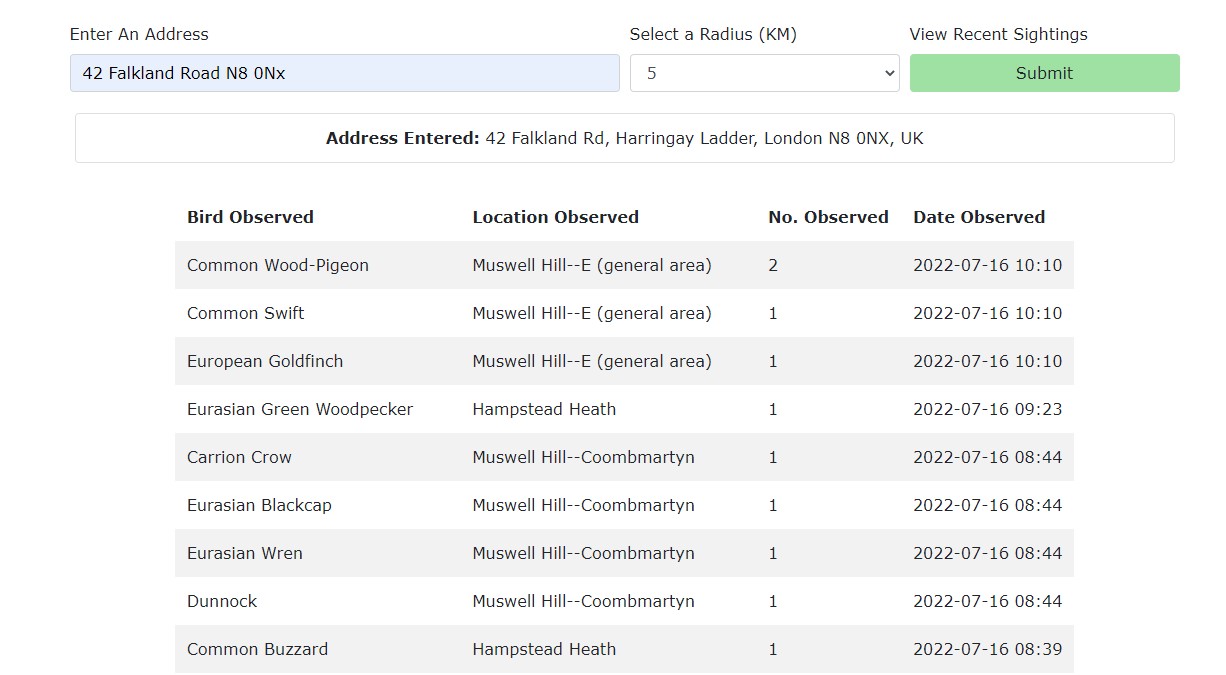 Enter An Address Select a Radius (KM) View Recent Sightings
42 Falkland Road N8 0Nx 5 Submit
Address Entered: 42 Falkland Rd, Harringay Ladder, London N8 0NX, UK
Bird Observed Location Observed No. Observed Date Observed
Common Wood-Pigeon Muswell Hill--E (general area) 2 2022-07-16 10:10
Common Swift Muswell Hill--E (general area) 1 2022-07-16 10:10
European Goldfinch Muswell Hill--E (general area) 1 2022-07-16 10:10
Eurasian Green Woodpecker Hampstead Heath 1 2022-07-16 09:23
Carrion Crow Muswell Hill--Coombmartyn 1 2022-07-16 08:44
Eurasian Blackcap Muswell Hill--Coombmartyn 1 2022-07-16 08:44
Eurasian Wren Muswell Hill--Coombmartyn 1 2022-07-16 08:44
Dunnock Muswell Hill--Coombmartyn 1 2022-07-16 08:44
Common Buzzard Hampstead Heath 1 2022-07-16 08:39